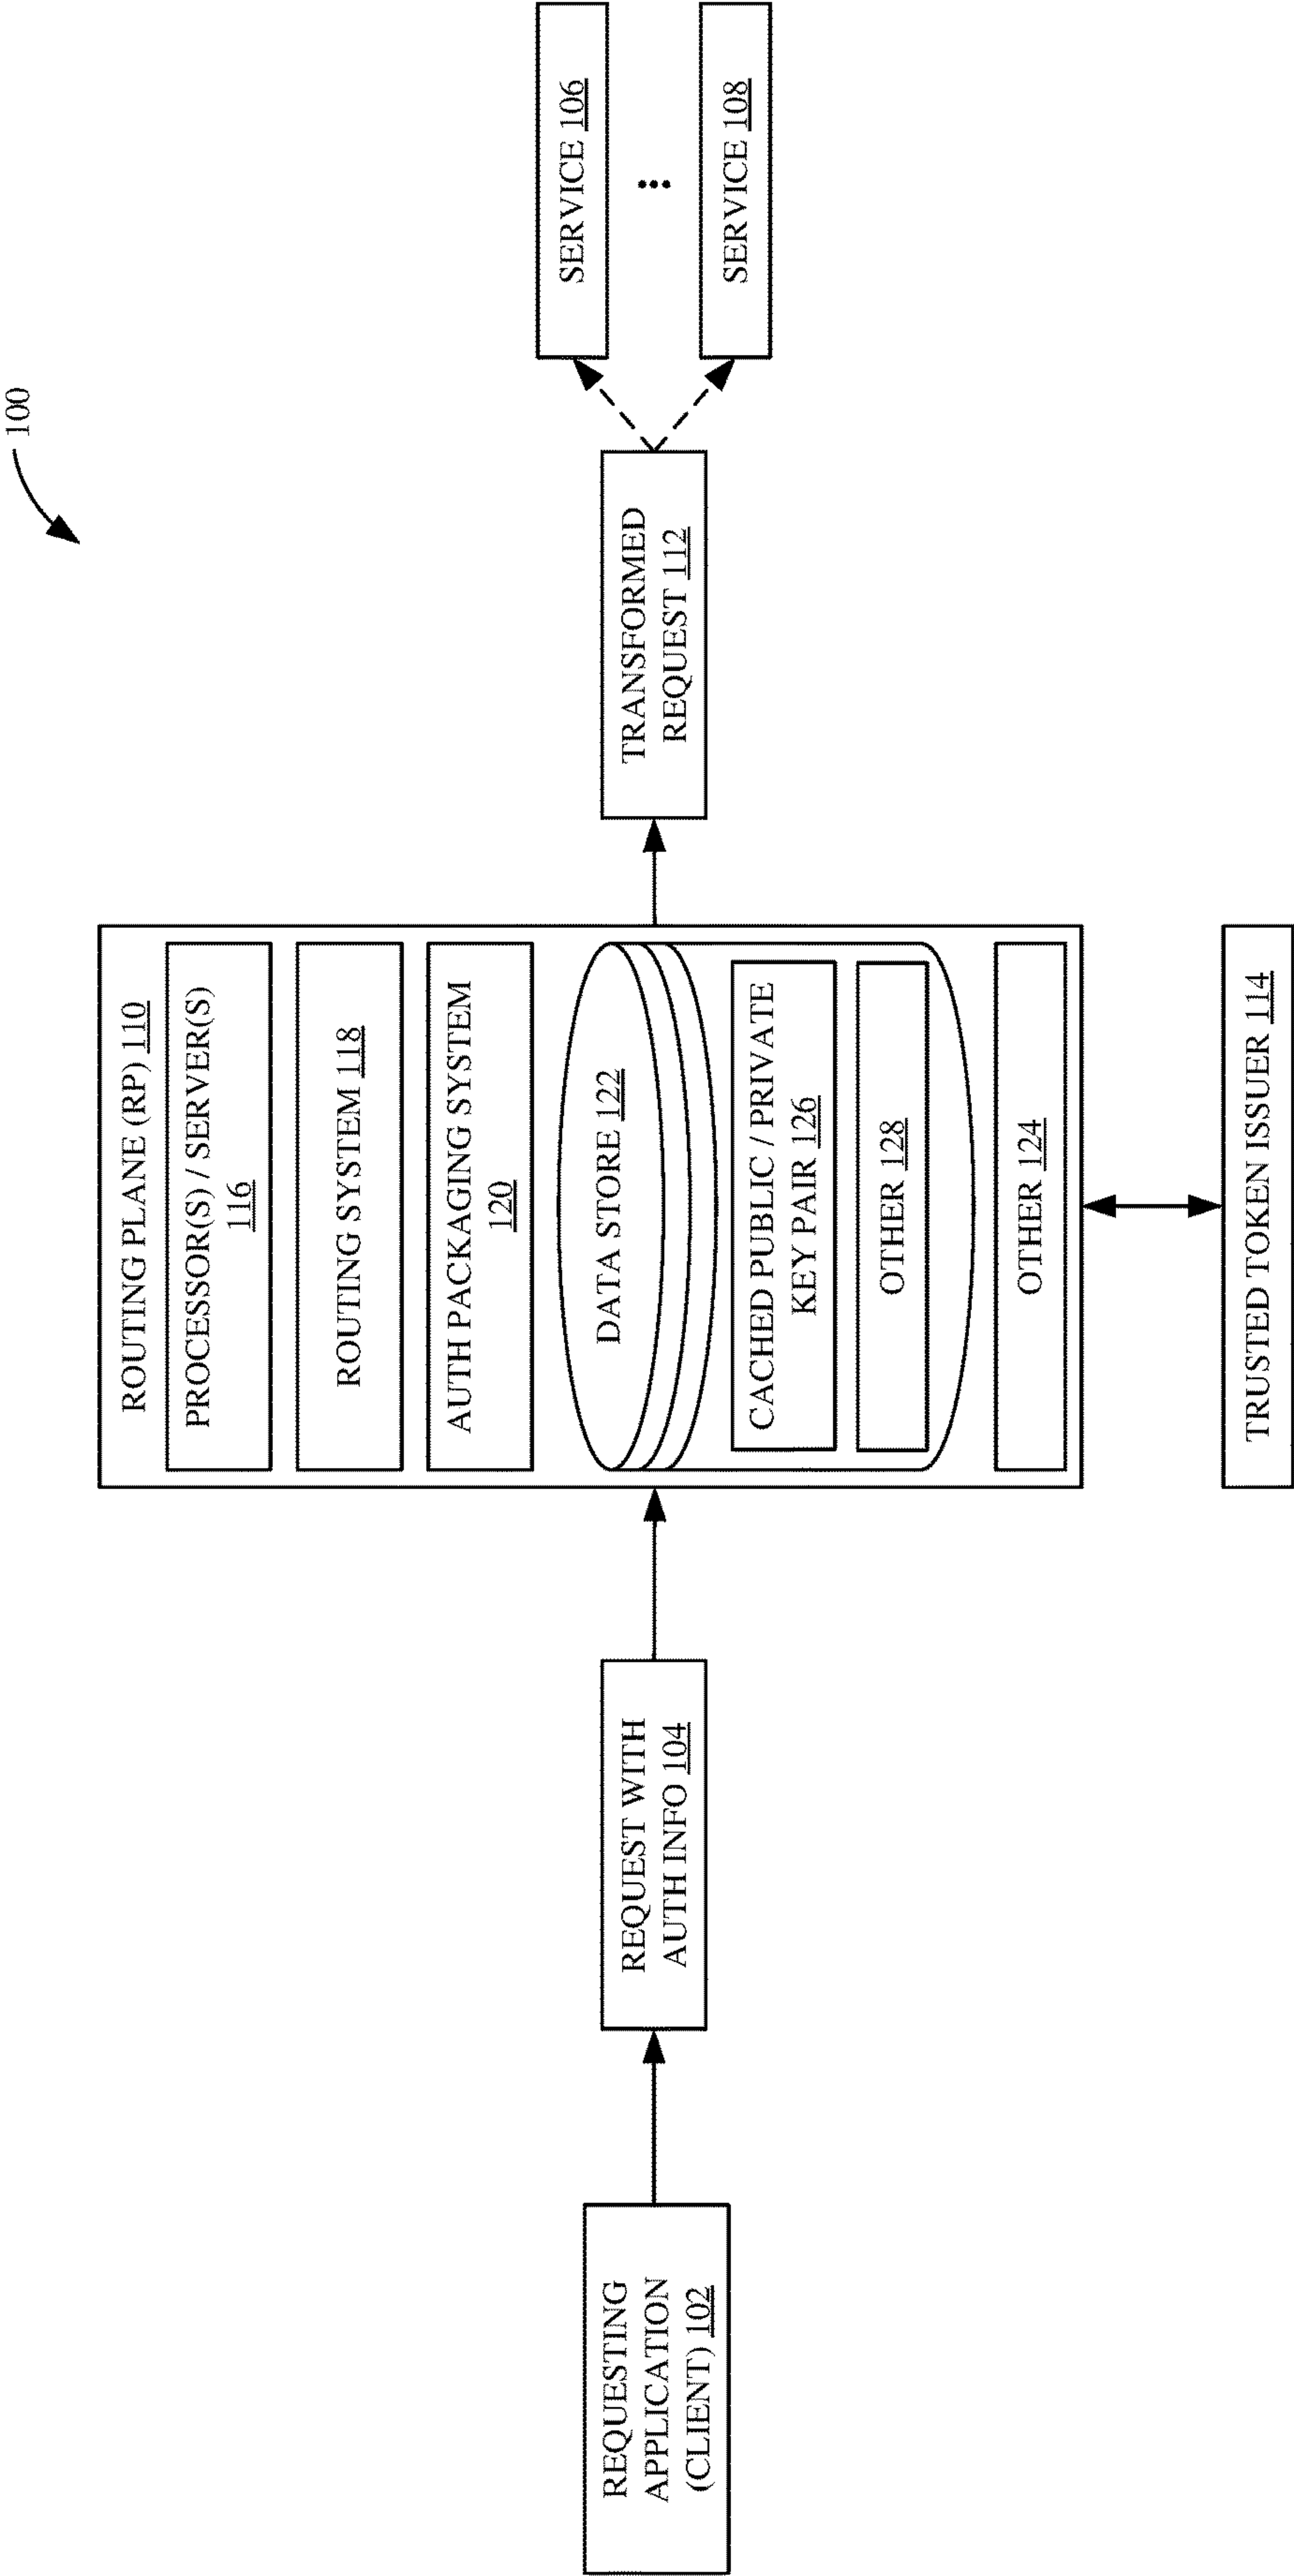 100
REQUESTING
APPLICATION
(CLIENT) 102
REQUEST WITH
AUTH INFO 104
ROUTING PLANE (RP) 110
PROCESSOR(S) / SERVER(S)
116
ROUTING SYSTEM 118
AUTH PACKAGING SYSTEM
120
DATA STORE 122
CACHED PUBLIC / PRIVATE
KEY PAIR 126
OTHER 128
OTHER 124
TRUSTED TOKEN ISSUER 114
TRANSFORMED
REQUEST 112
SERVICE 106
SERVICE 108